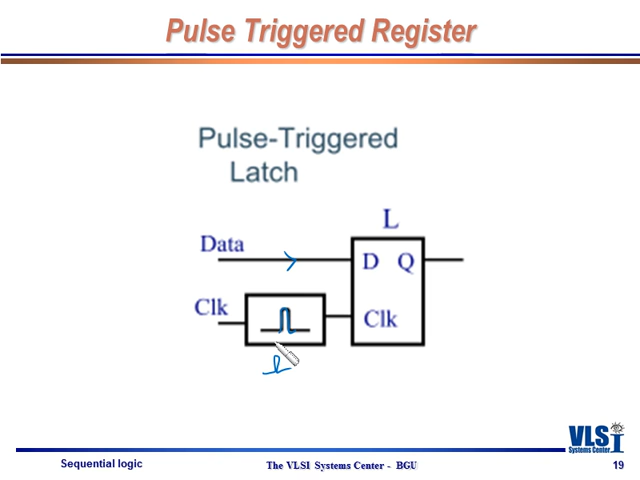 Pulse Triggered Register
Pulse-Triggered
Latch
L
Data
D Q
Clk
Clk
VLSI
Systems Center
Sequential logic
The VLSI Systems Center - BGU
19